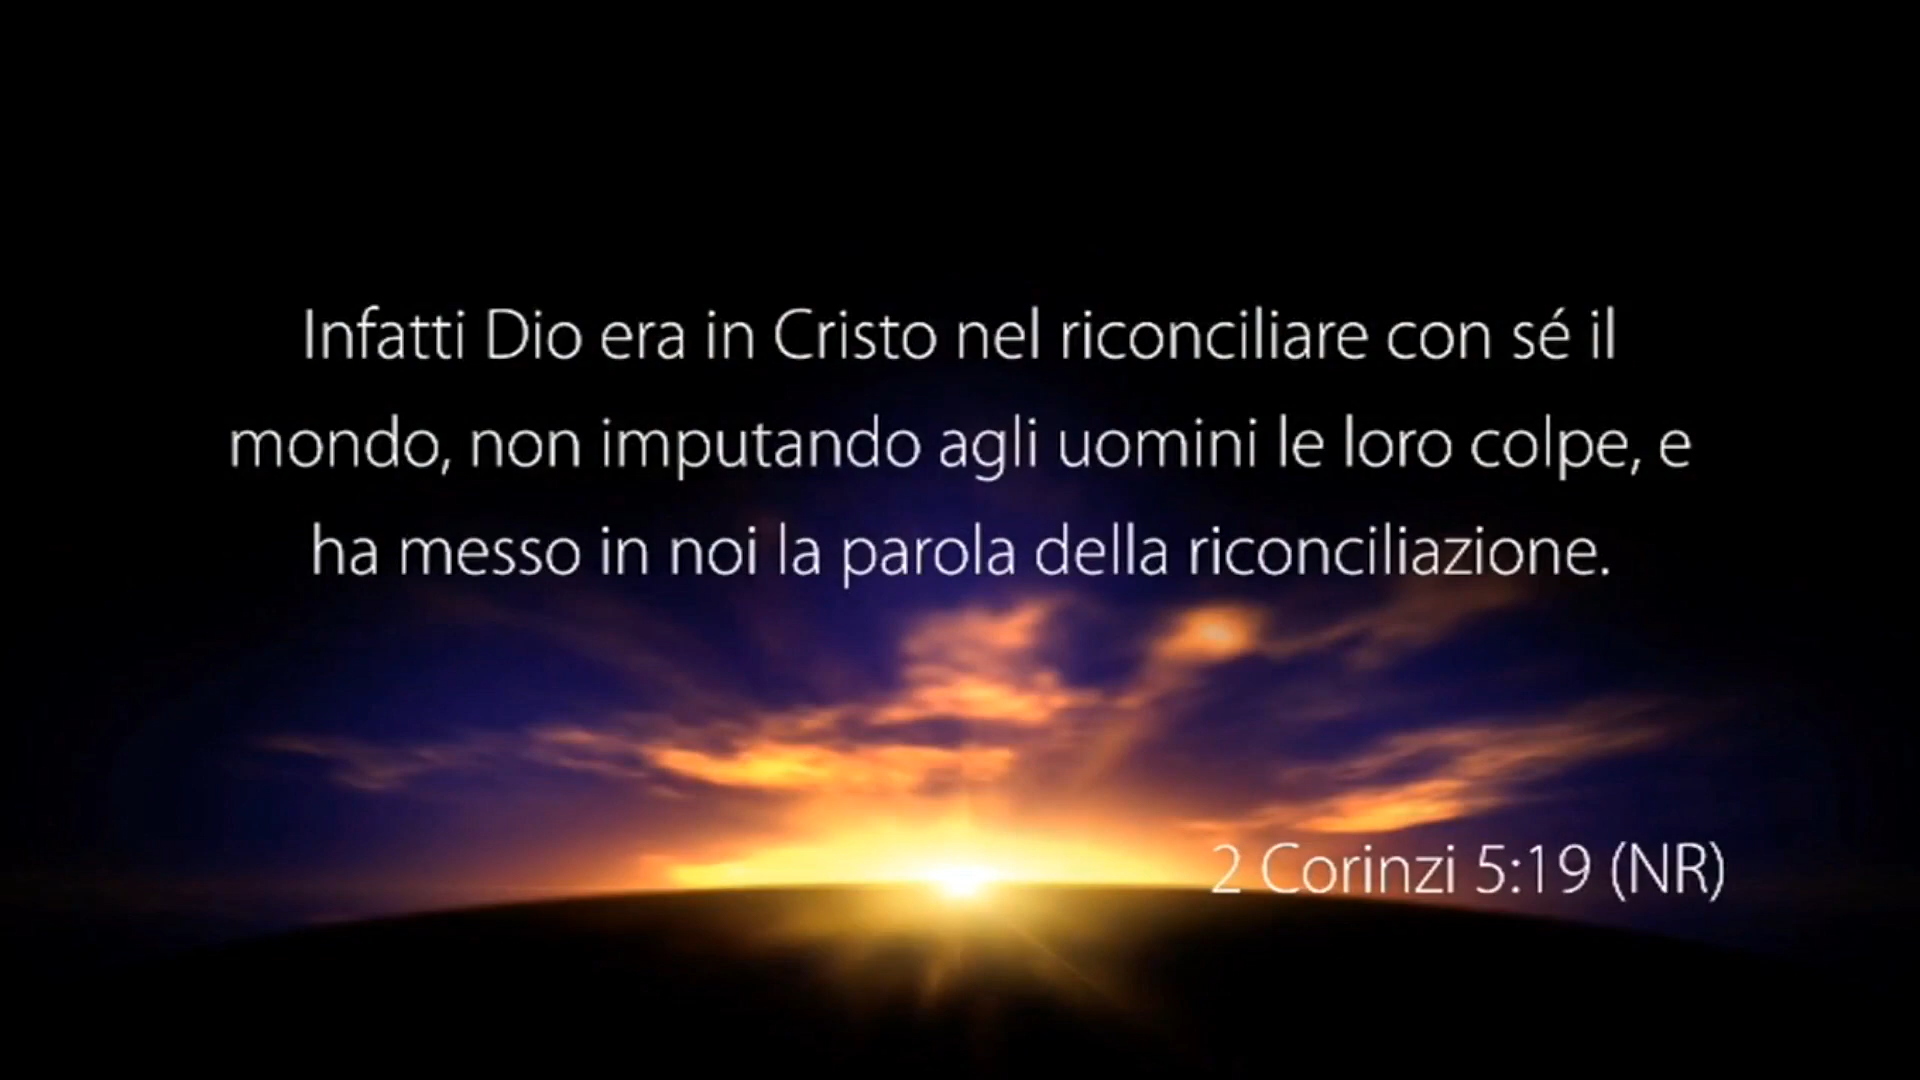 Infatti Dio era in Cristo nel riconciliare con sé il
mondo, non imputando agli uomini le loro colpe, e
ha messo in noi la parola della riconciliazione.
2 Corinzi 5:19 (NR)